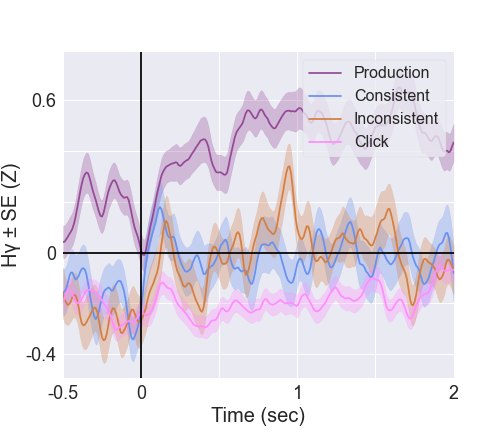 Production
Consistent
Inconsistent
Click
Hγ ± SE (Z)
0.6
0
-0.4
-0.5
0
1
2
Time (sec)